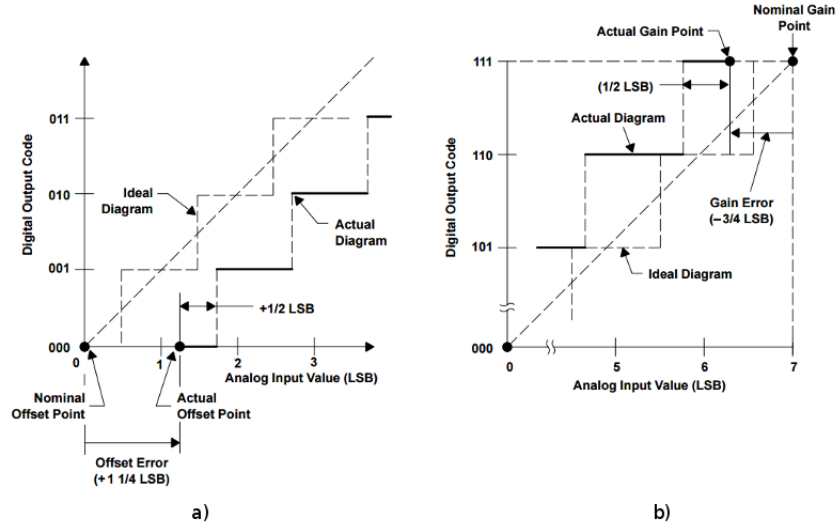 011
010
001
000
Digital Output Code
Ideal
Diagram
Actual
Diagram
+1/2 LSB
0
1
2
3
Analog Input Value (LSB)
Nominal
Offset Point
Actual
Offset Point
Offset Error
(+1 1/4 LSB)
a)
Nominal Gain
Point
Actual Gain Point
111
(1/2 LSB)
Actual Diagram
110
Gain Error
(−3/4 LSB)
101
Ideal Diagram
000
Digital Output Code
0
5
6
7
Analog Input Value (LSB)
b)